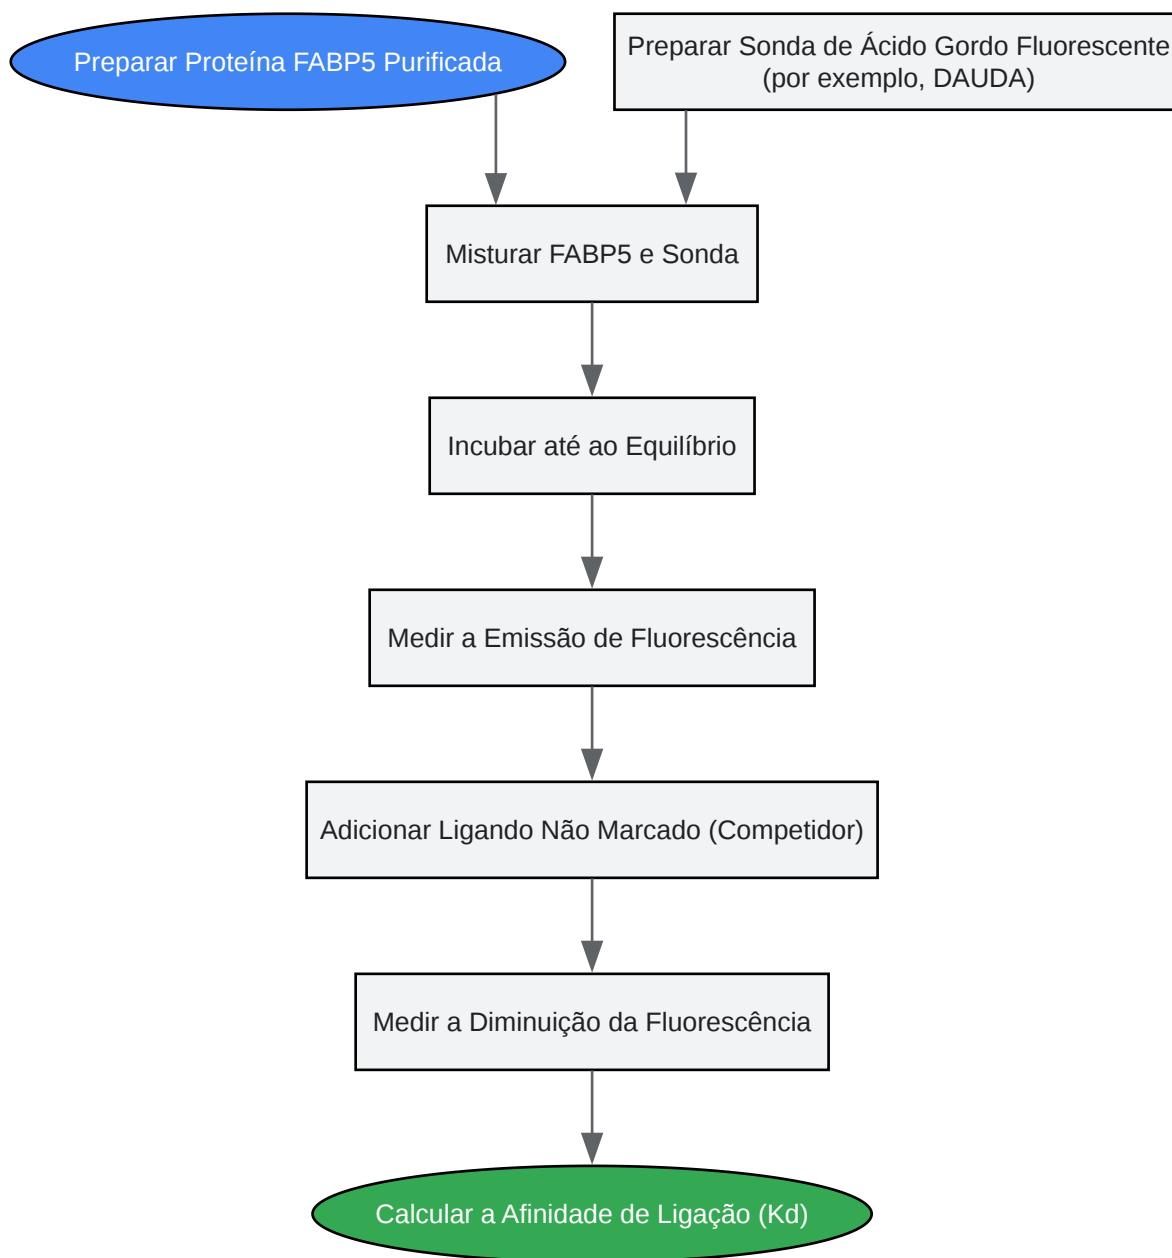 Preparar Proteína FABP5 Purificada
Preparar Sonda de Ácido Gordo Fluorescente
(por exemplo, DAUDA)
Misturar FABP5 e Sonda
Incubar até ao Equilíbrio
Medir a Emissão de Fluorescência
Adicionar Ligando Não Marcado (Competidor)
Medir a Diminuição da Fluorescência
Calcular a Afinidade de Ligação (Kd)